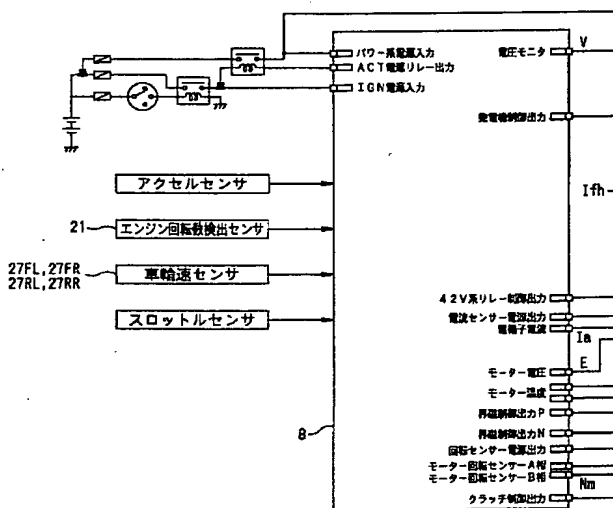 パワー系電源入力
ACT電源リレー出力
IGN電源入力
アクセルセンサ
21
エンジン回転数検出センサ
27FL,27FR
27RL,27RR
車輪速センサ
スロットルセンサ
8
電圧モニタ
V
発電機制御出力
Ifh
42V系リレー制御出力
電流センサー電源出力
電機子電流
Ia
E
モーター電圧
モーター温度
界磁制御出力P
界磁制御出力N
回転センサー電源出力
モーター回転センサーA相
モーター回転センサーB相
Nm
クラッチ制御出力